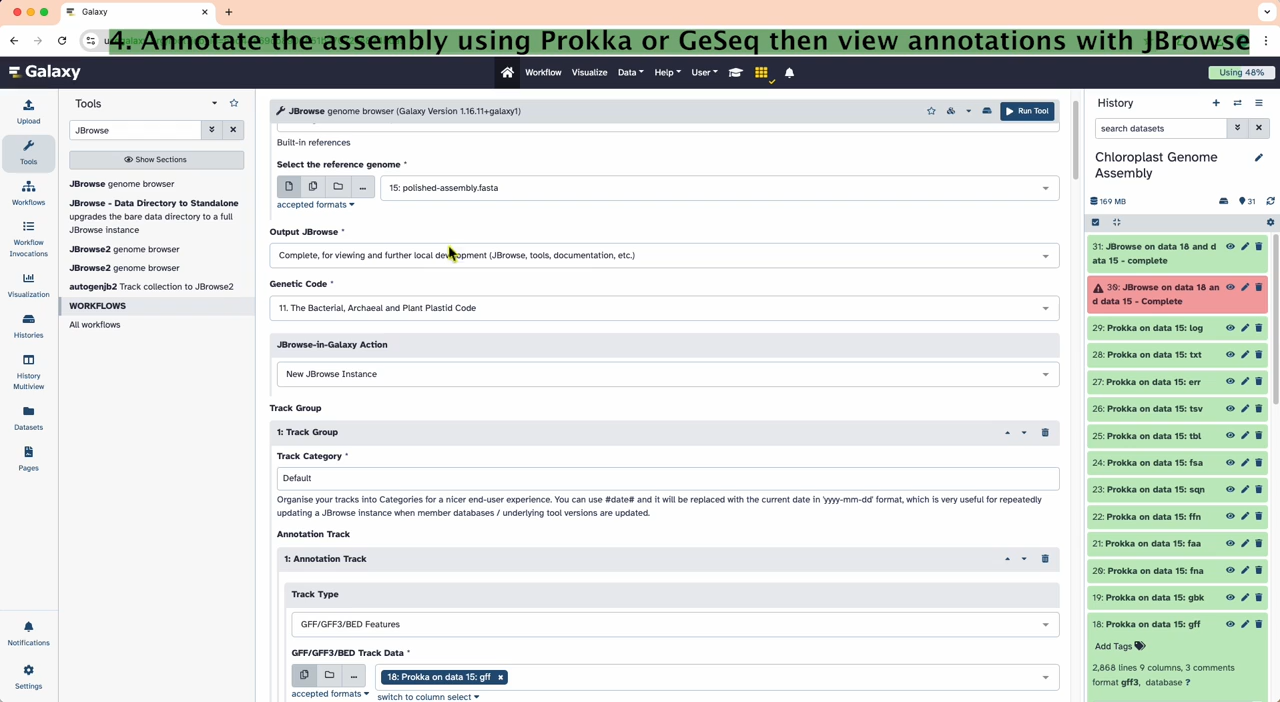 Galaxy
4. Annotate the assembly using Prokka or GeSeq then view annotations with JBrowse
Galaxy
Workflow
Visualize
Data
Help
User
Using 48%
Upload
Tools
Workflows
Workflow Invocations
Visualization
Histories
History Multiview
Datasets
Pages
Notifications
Settings
Tools
JBrowse
Show Sections
JBrowse genome browser
JBrowse - Data Directory to Standalone
upgrades the bare data directory to a full
JBrowse instance
JBrowse2 genome browser
JBrowse2 genome browser
autogenjb2 Track collection to JBrowse2
WORKFLOWS
All workflows
JBrowse genome browser (Galaxy Version 1.16.11+galaxy1)
Run Tool
Built-in references
Select the reference genome *
15: polished-assembly.fasta
accepted formats
Output JBrowse *
Complete, for viewing and further local development (JBrowse, tools, documentation, etc.)
Genetic Code *
11. The Bacterial, Archaeal and Plant Plastid Code
JBrowse-in-Galaxy Action
New JBrowse Instance
Track Group
1: Track Group
Track Category *
Default
Organise your tracks into Categories for a nicer end-user experience. You can use #date# and it will be replaced with the current date in 'yyyy-mm-dd' format, which is very useful for repeatedly
updating a JBrowse instance when member databases / underlying tool versions are updated.
Annotation Track
1: Annotation Track
Track Type
GFF/GFF3/BED Features
GFF/GFF3/BED Track Data *
18: Prokka on data 15: gff ×
accepted formats
switch to column select
History
search datasets
Chloroplast Genome
Assembly
169 MB
31
31: JBrowse on data 18 and d
ata 15 - complete
30: JBrowse on data 18 an
d data 15 - Complete
29: Prokka on data 15: log
28: Prokka on data 15: txt
27: Prokka on data 15: err
26: Prokka on data 15: tsv
25: Prokka on data 15: tbl
24: Prokka on data 15: fsa
23: Prokka on data 15: sqn
22: Prokka on data 15: ffn
21: Prokka on data 15: faa
20: Prokka on data 15: fna
19: Prokka on data 15: gbk
18: Prokka on data 15: gff
Add Tags
2,868 lines 9 columns, 3 comments
format gff3, database ?